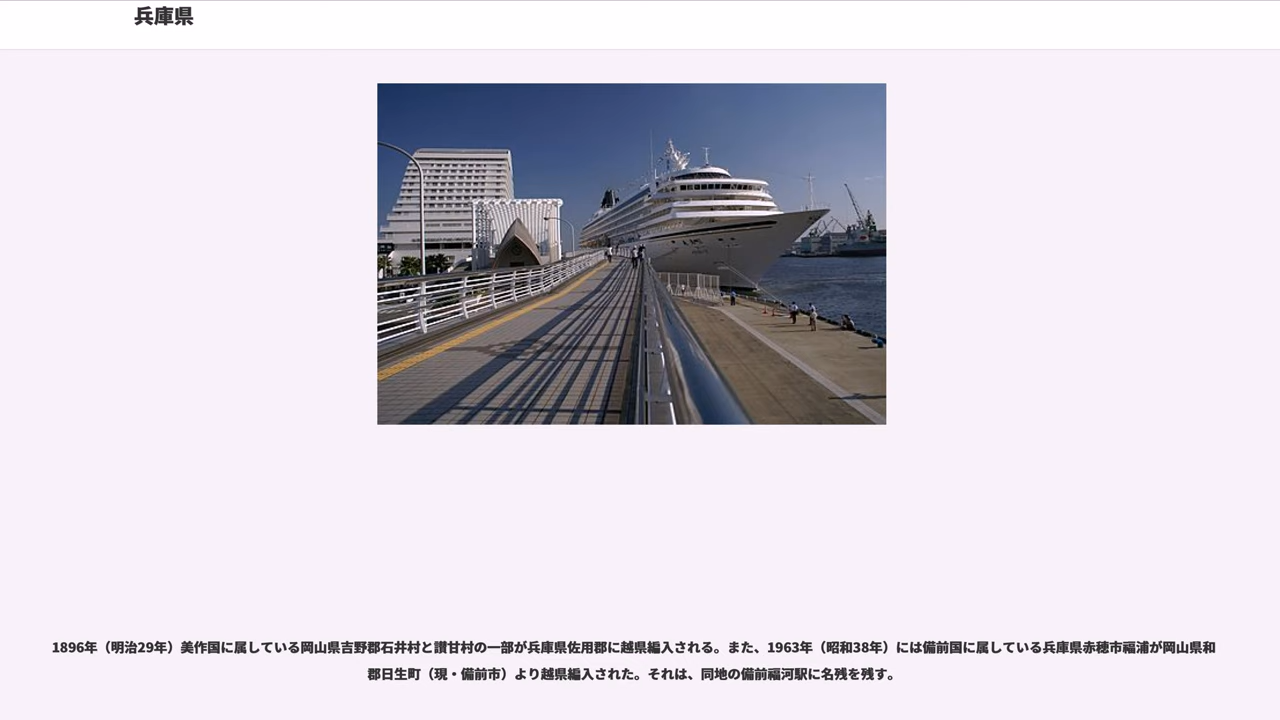 兵庫県
1896年（明治29年）美作国に属している岡山県吉野郡石井村と讃甘村の一部が兵庫県佐用郡に越県編入される。また、1963年（昭和38年）には備前国に属している兵庫県赤穂市福浦が岡山県和
郡日生町（現・備前市）より越県編入された。それは、同地の備前福河駅に名残を残す。